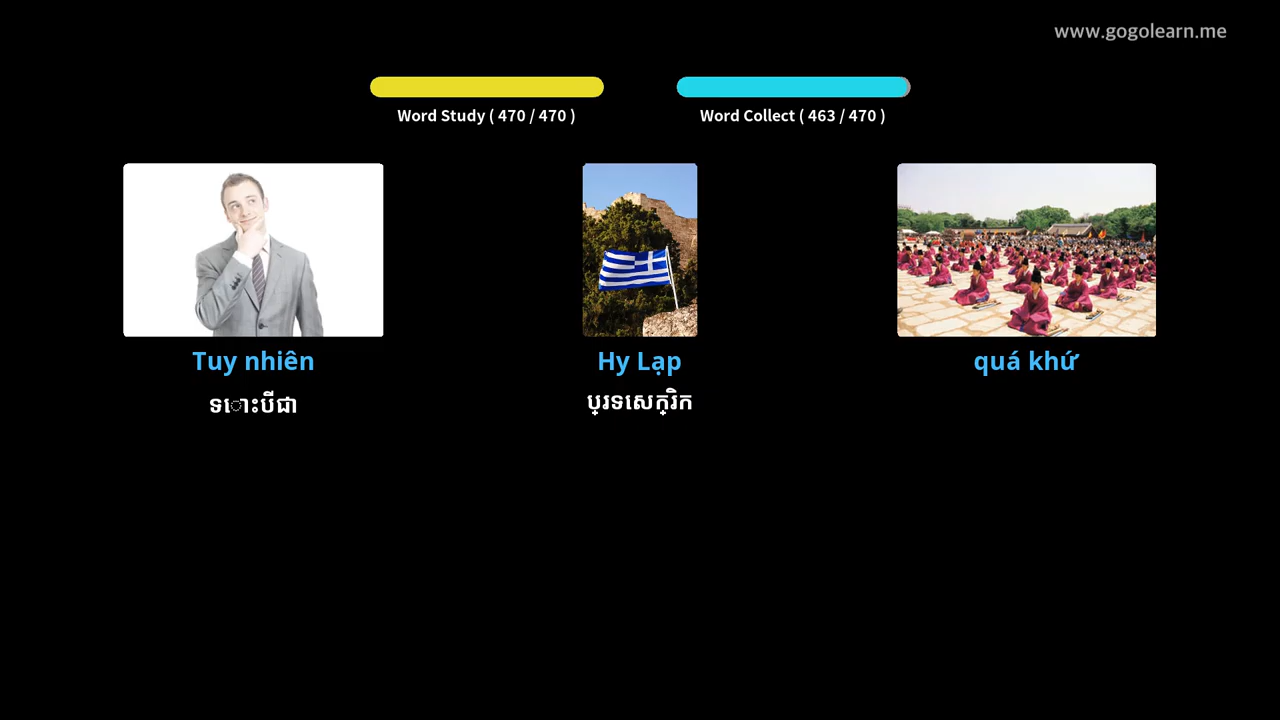 www.gogolearn.me
Word Study ( 470 / 470 )
Word Collect ( 463 / 470 )
Tuy nhiên
Hy Lạp
quá khứ
ទោះបីជា
ប្រទេសក្រិក